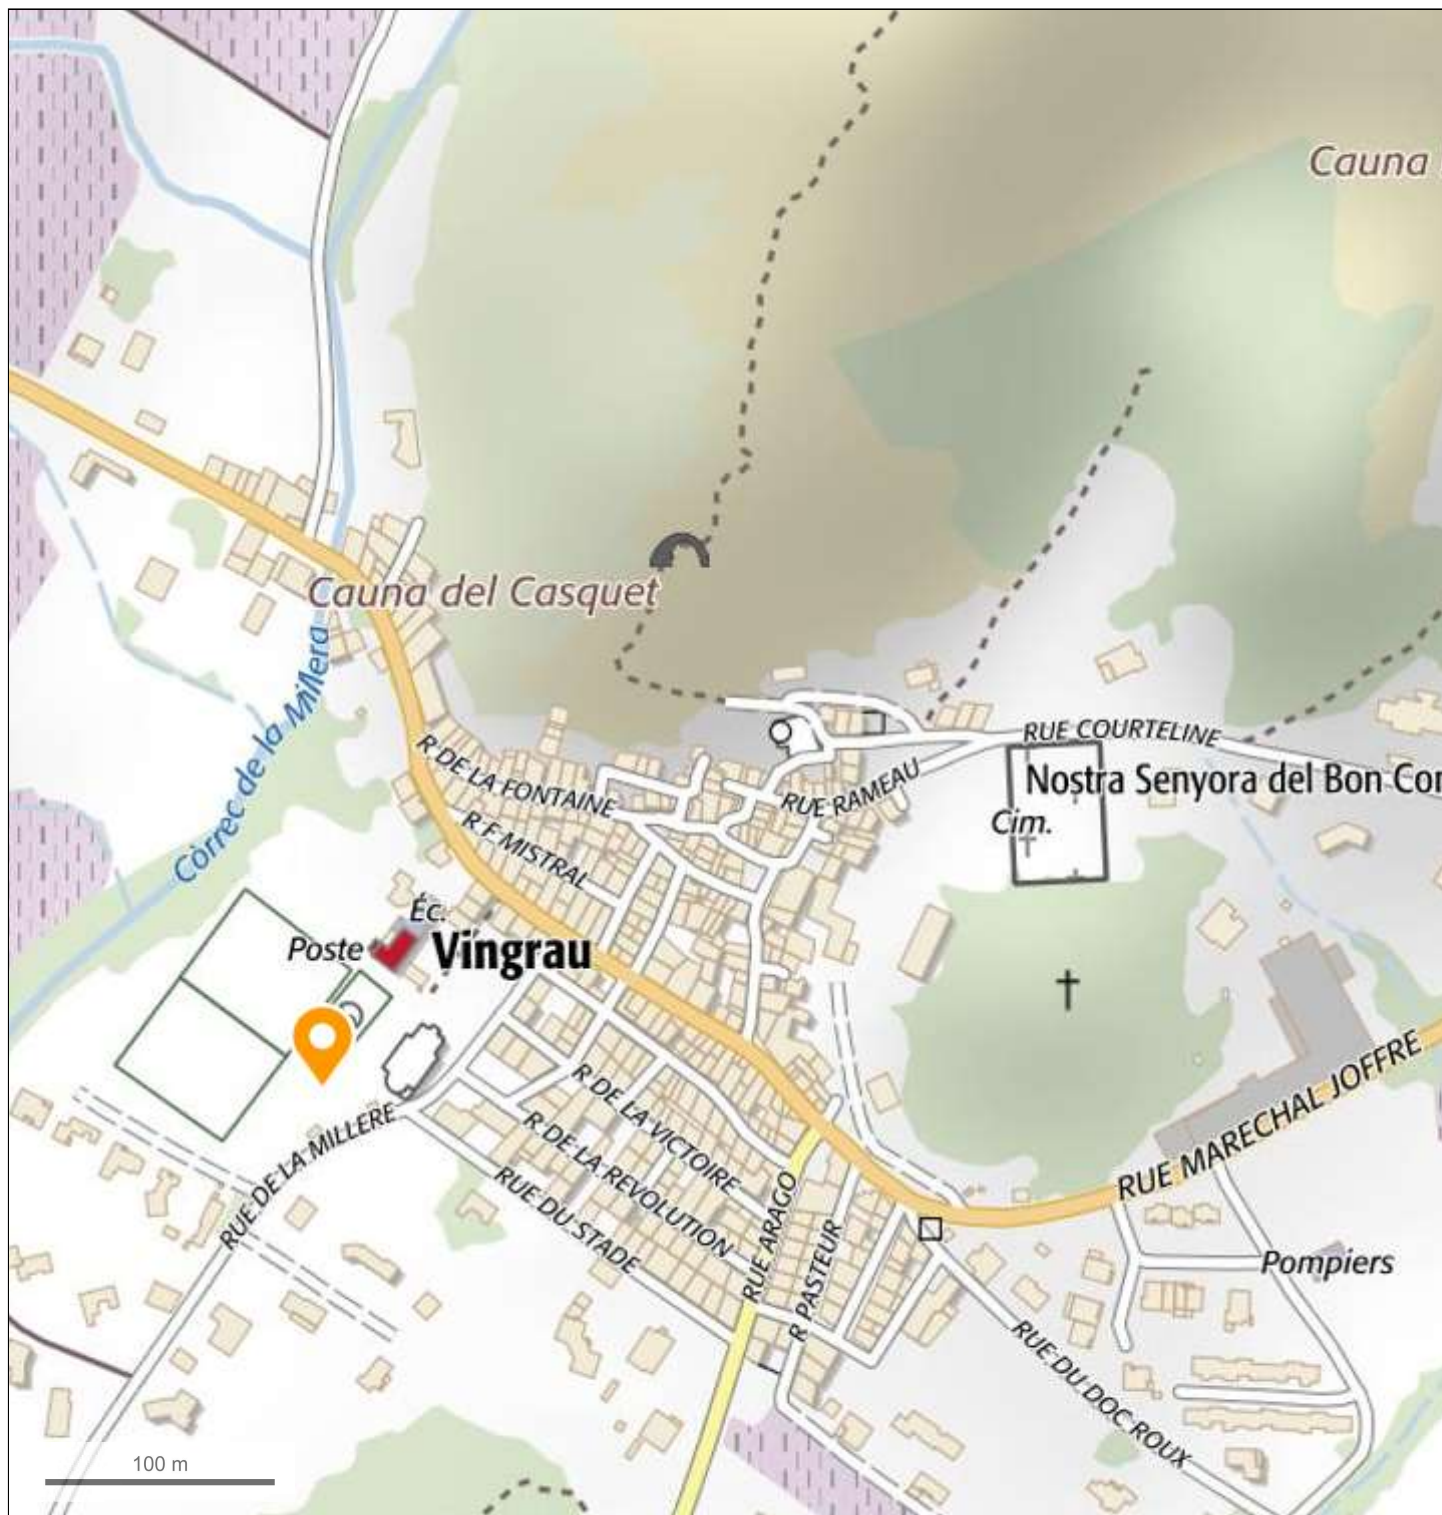 Cauna
Cauna del Casquet
Còrrec de la Millera
R. DE LA FONTAINE
R. F. MISTRAL
RUE COURTELINE
RUE RAMEAU
Nostra Senyora del Bon Con
Cim.
Éc.
Poste
Vingrau
RUE DE LA MILLERE
R. DE LA VICTOIRE
R. DE LA REVOLUTION
RUE DU STADE
RUE ARAGO
R. PASTEUR
RUE MARECHAL JOFFRE
Pompiers
RUE DU DOC ROUX
100 m